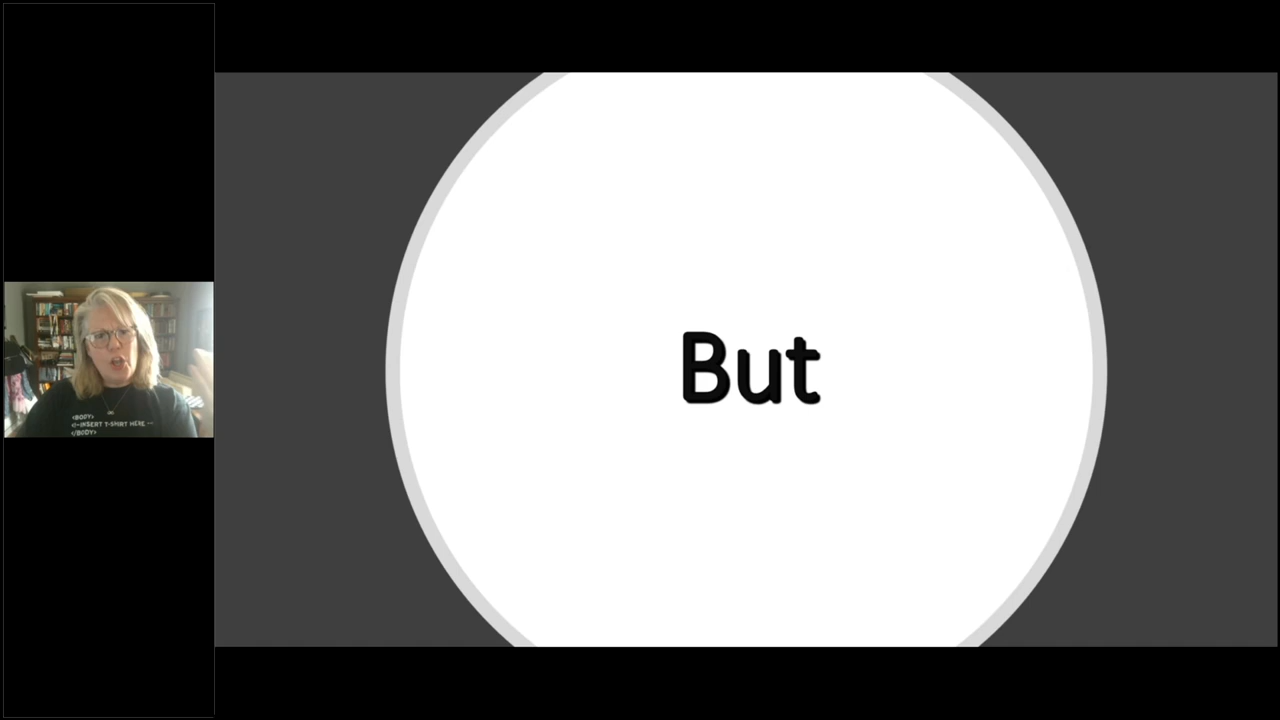 <BODY>
<!-INSERT T-SHIRT HERE --
</BODY>
But